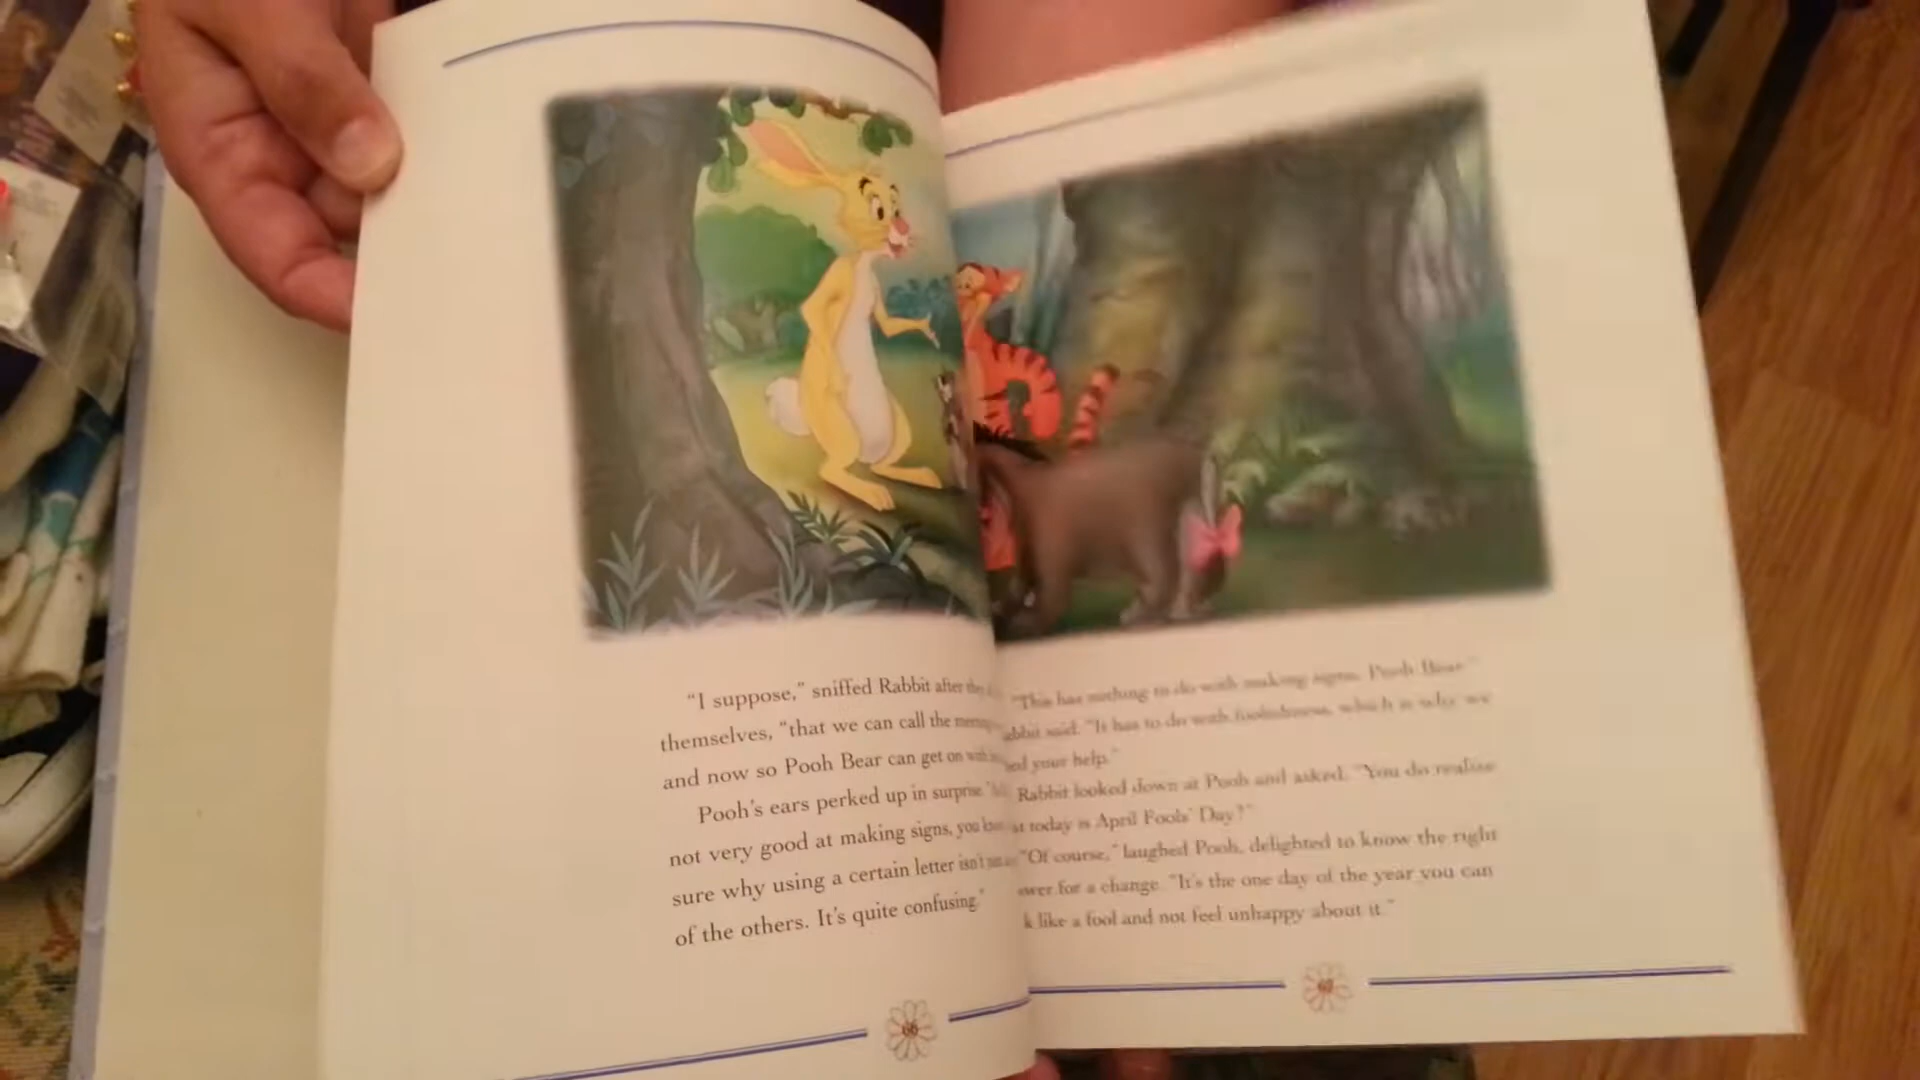 "I suppose," sniffed Rabbit after they
themselves, "that we can call the
and now so Pooh Bear can get on with
Pooh's ears perked up in surprise.
not very good at making signs, you know
sure why using a certain letter isn't
of the others. It's quite confusing."
66
"This has nothing to do with making signs, Pooh Bear."
said. "It has to do with foolishness, which is why we
your help."
Rabbit looked down at Pooh and asked, "You do realize
today is April Fools' Day?"
"Of course," laughed Pooh, delighted to know the right
for a change. "It's the one day of the year you can
like a fool and not feel unhappy about it."